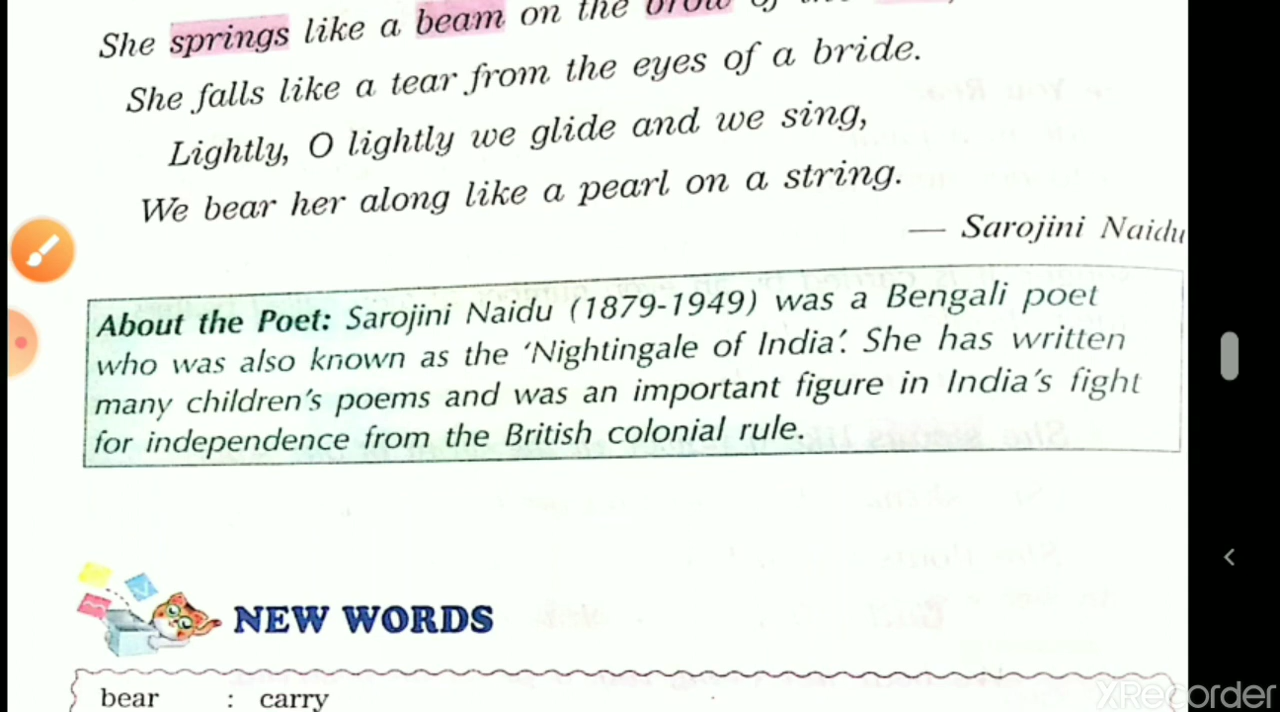 She springs like a beam on the brow of the
She falls like a tear from the eyes of a bride.
Lightly, O lightly we glide and we sing,
We bear her along like a pearl on a string.
— Sarojini Naidu
About the Poet: Sarojini Naidu (1879-1949) was a Bengali poet
who was also known as the ‘Nightingale of India’. She has written
many children’s poems and was an important figure in India’s fight
for independence from the British colonial rule.
NEW WORDS
bear : carry
XRecorder